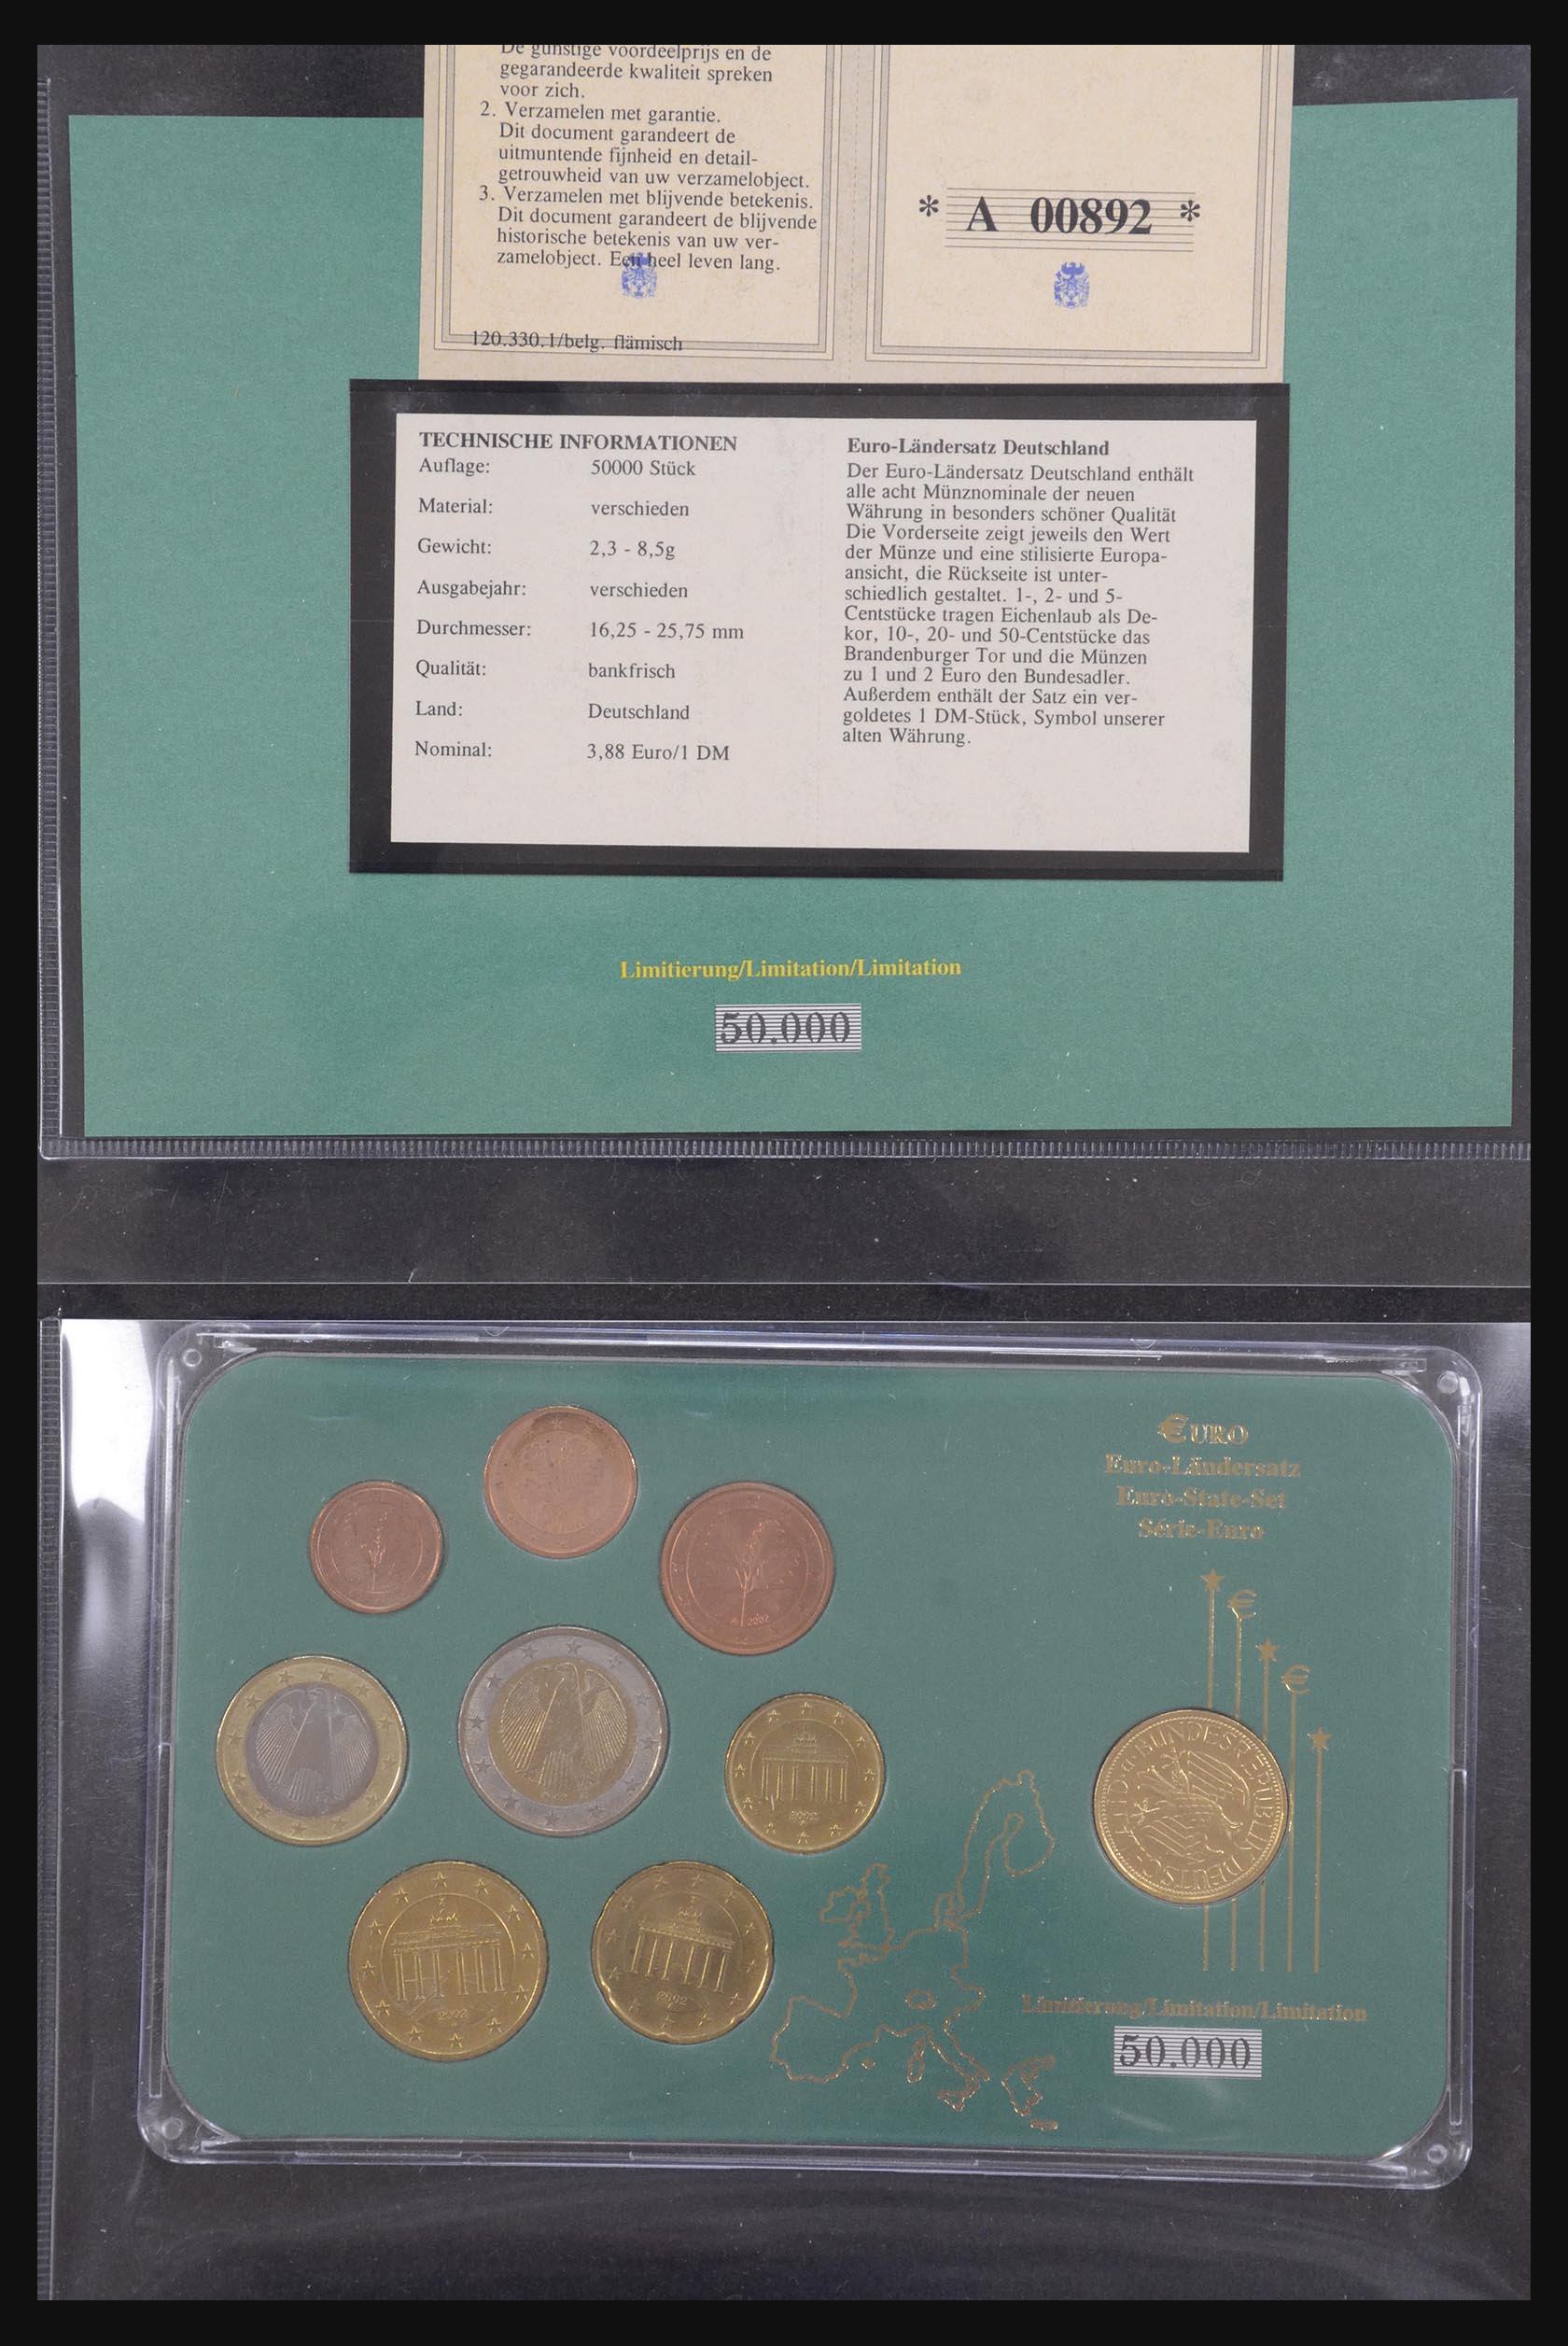 De gunstige voordeelprijs en de
gegarandeerde kwaliteit spreken
voor zich.
2. Verzamelen met garantie.
Dit document garandeert de
uitmuntende fijnheid en detail-
getrouwheid van uw verzamelobject.
3. Verzamelen met blijvende betekenis.
Dit document garandeert de blijvende
historische betekenis van uw ver-
zamelobject. Een heel leven lang.
120.330.1/belg. flämisch
* A 00892 *
TECHNISCHE INFORMATIONEN
Auflage: 50000 Stück
Material: verschieden
Gewicht: 2,3 - 8,5g
Ausgabejahr: verschieden
Durchmesser: 16,25 - 25,75 mm
Qualität: bankfrisch
Land: Deutschland
Nominal: 3,88 Euro/1 DM
Euro-Ländersatz Deutschland
Der Euro-Ländersatz Deutschland enthält
alle acht Münznominale der neuen
Währung in besonders schöner Qualität
Die Vorderseite zeigt jeweils den Wert
der Münze und eine stilisierte Europa-
ansicht, die Rückseite ist unter-
schiedlich gestaltet. 1-, 2- und 5-
Centstücke tragen Eichenlaub als De-
kor, 10-, 20- und 50-Centstücke das
Brandenburger Tor und die Münzen
zu 1 und 2 Euro den Bundesadler.
Außerdem enthält der Satz ein ver-
goldetes 1 DM-Stück, Symbol unserer
alten Währung.
Limitierung/Limitation/Limitation
50.000
€URO
Euro-Ländersatz
Euro-State-Set
Série-Euro
€
€
2002
2002
BUNDESREPUBLIK DEUTSCHLAND
2002
2002
Limitierung/Limitation/Limitation
50.000